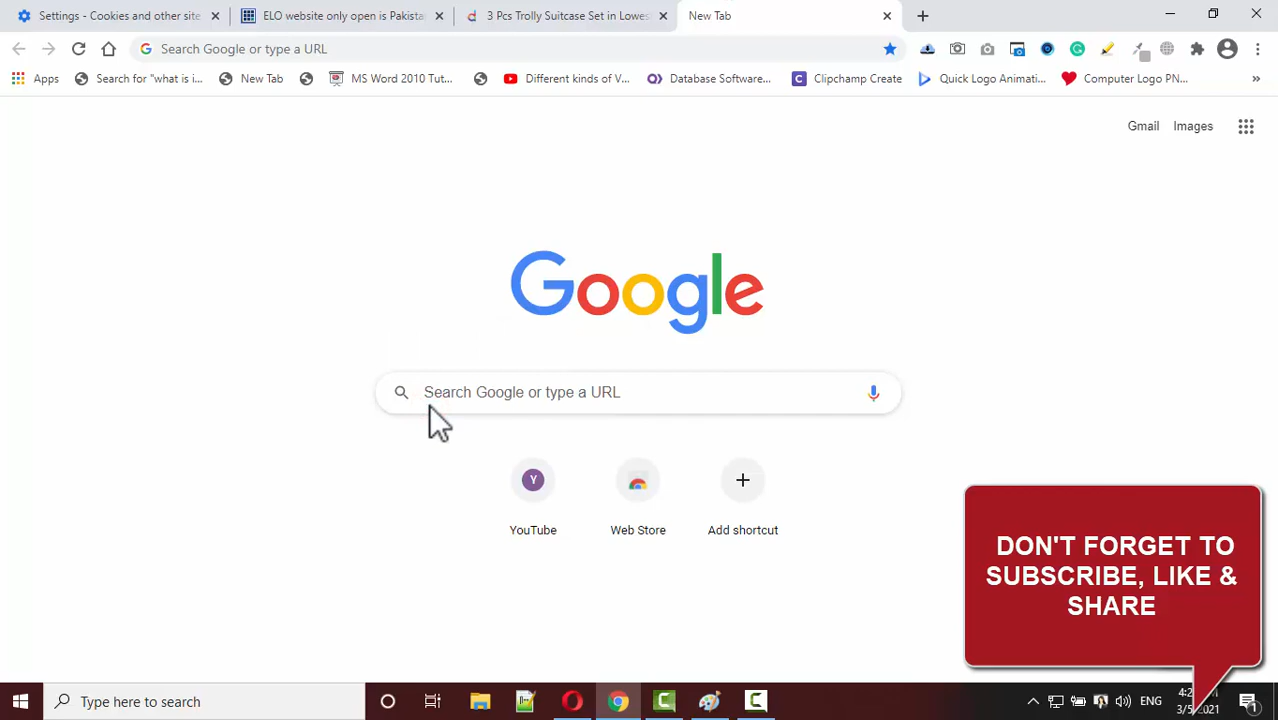 Settings - Cookies and other site
ELO website only open is Pakista
3 Pcs Trolly Suitcase Set in Lowes
New Tab
Search Google or type a URL
Apps
Search for "what is i...
New Tab
MS Word 2010 Tut...
Different kinds of V...
Database Software...
Clipchamp Create
Quick Logo Animati...
Computer Logo PN...
Gmail
Images
Google
Search Google or type a URL
Y
YouTube
Web Store
Add shortcut
DON'T FORGET TO
SUBSCRIBE, LIKE &
SHARE
Type here to search
ENG